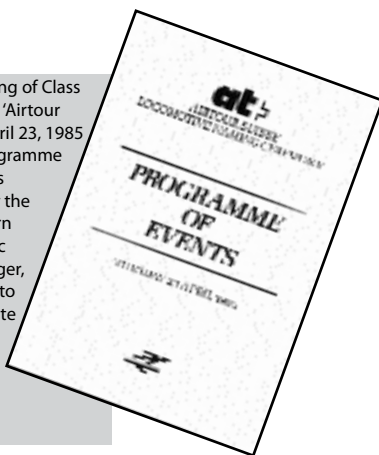 ng of Class
'Airtour
ril 23, 1985
gramme
s
the
rn
c
ger,
to
te
at
AIRTOUR SUISSE
LOCOMOTIVE NAMING CEREMONY
PROGRAMME
OF
EVENTS
APRIL